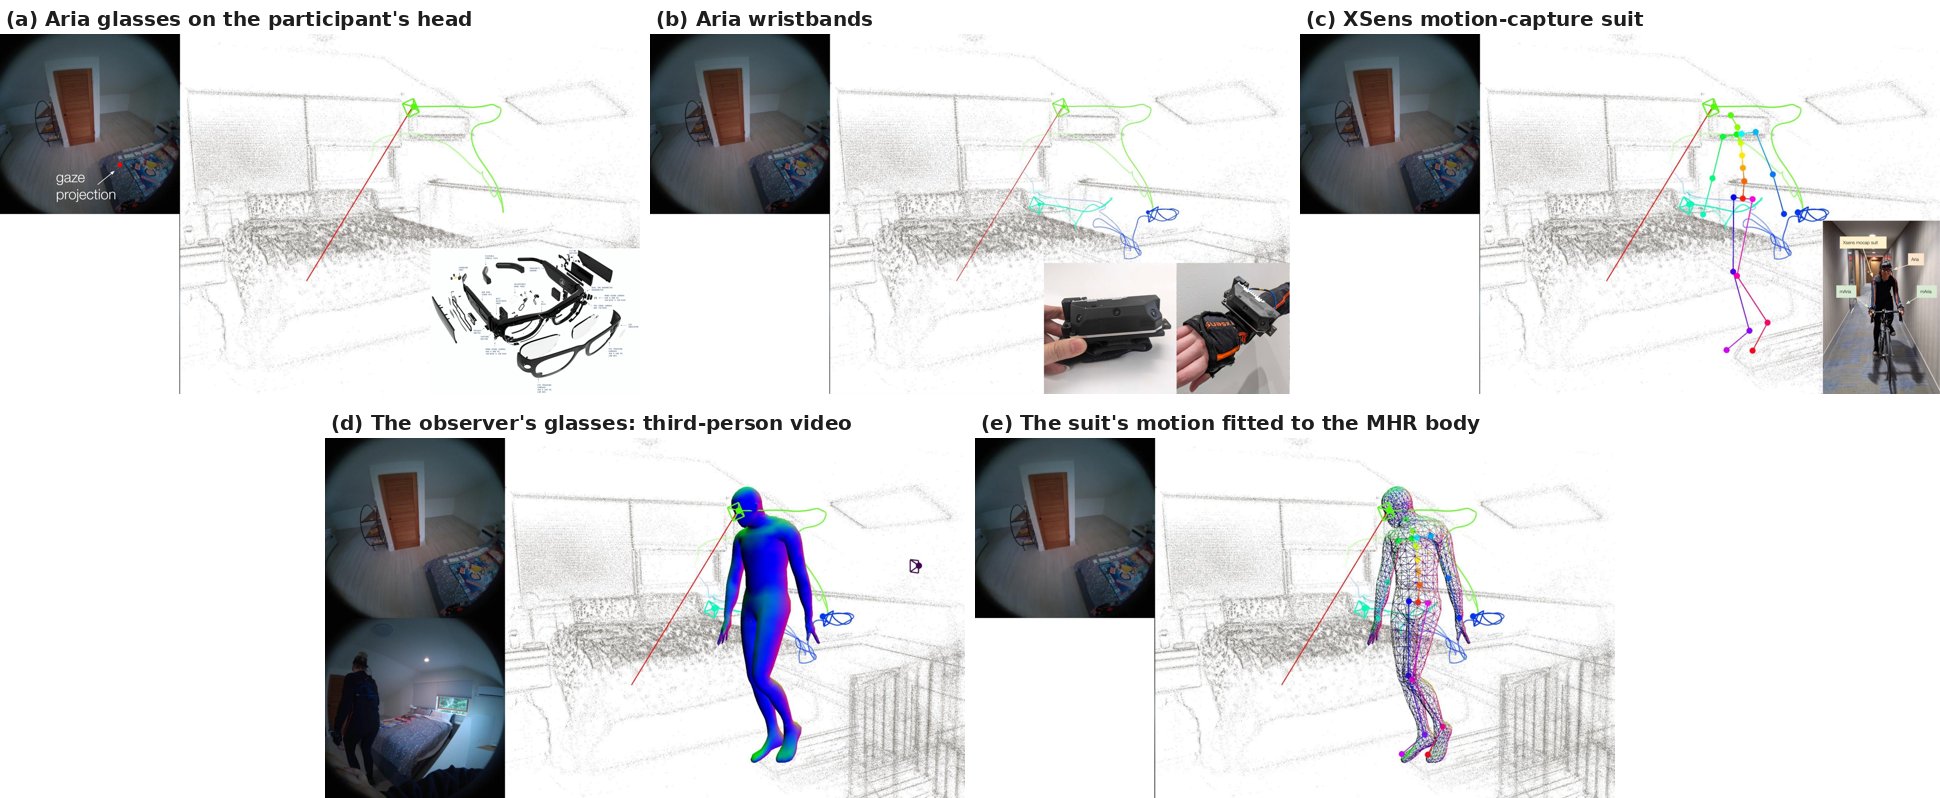 (a) Aria glasses on the participant's head
(b) Aria wristbands
(c) XSens motion-capture suit
gaze
projection
xsens
Xsens mocap suit
Aria
mAria
mAria
(d) The observer's glasses: third-person video
(e) The suit's motion fitted to the MHR body